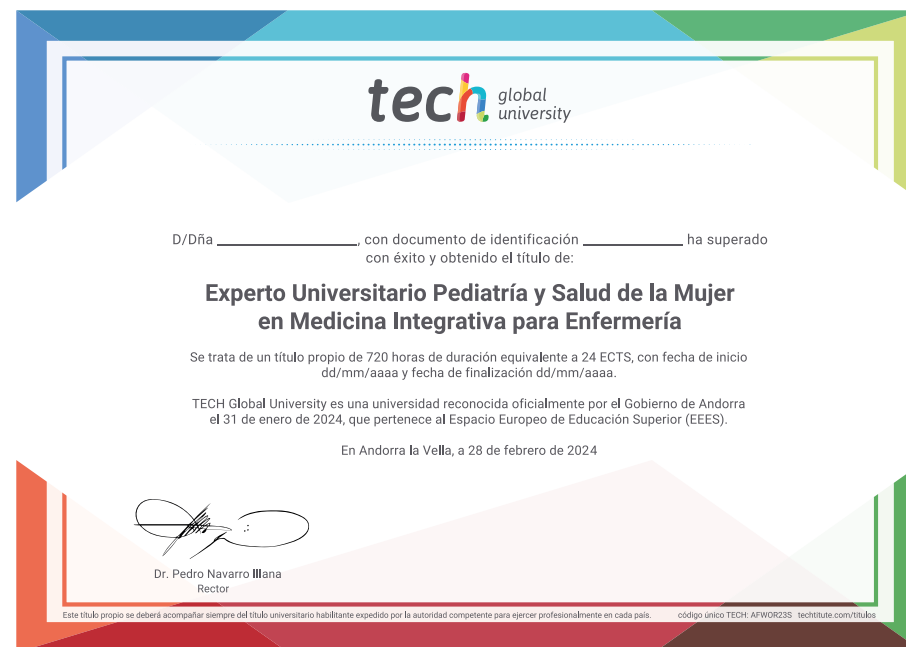 tech global
university
D/Dña ____________________, con documento de identificación ______________ ha superado
con éxito y obtenido el título de:
Experto Universitario Pediatría y Salud de la Mujer
en Medicina Integrativa para Enfermería
Se trata de un título propio de 720 horas de duración equivalente a 24 ECTS, con fecha de inicio
dd/mm/aaaa y fecha de finalización dd/mm/aaaa.
TECH Global University es una universidad reconocida oficialmente por el Gobierno de Andorra
el 31 de enero de 2024, que pertenece al Espacio Europeo de Educación Superior (EEES).
En Andorra la Vella, a 28 de febrero de 2024
Dr. Pedro Navarro Illana
Rector
Este título propio se deberá acompañar siempre del título universitario habilitante expedido por la autoridad competente para ejercer profesionalmente en cada país. código único TECH: AFWOR23S techtitute.com/titulos